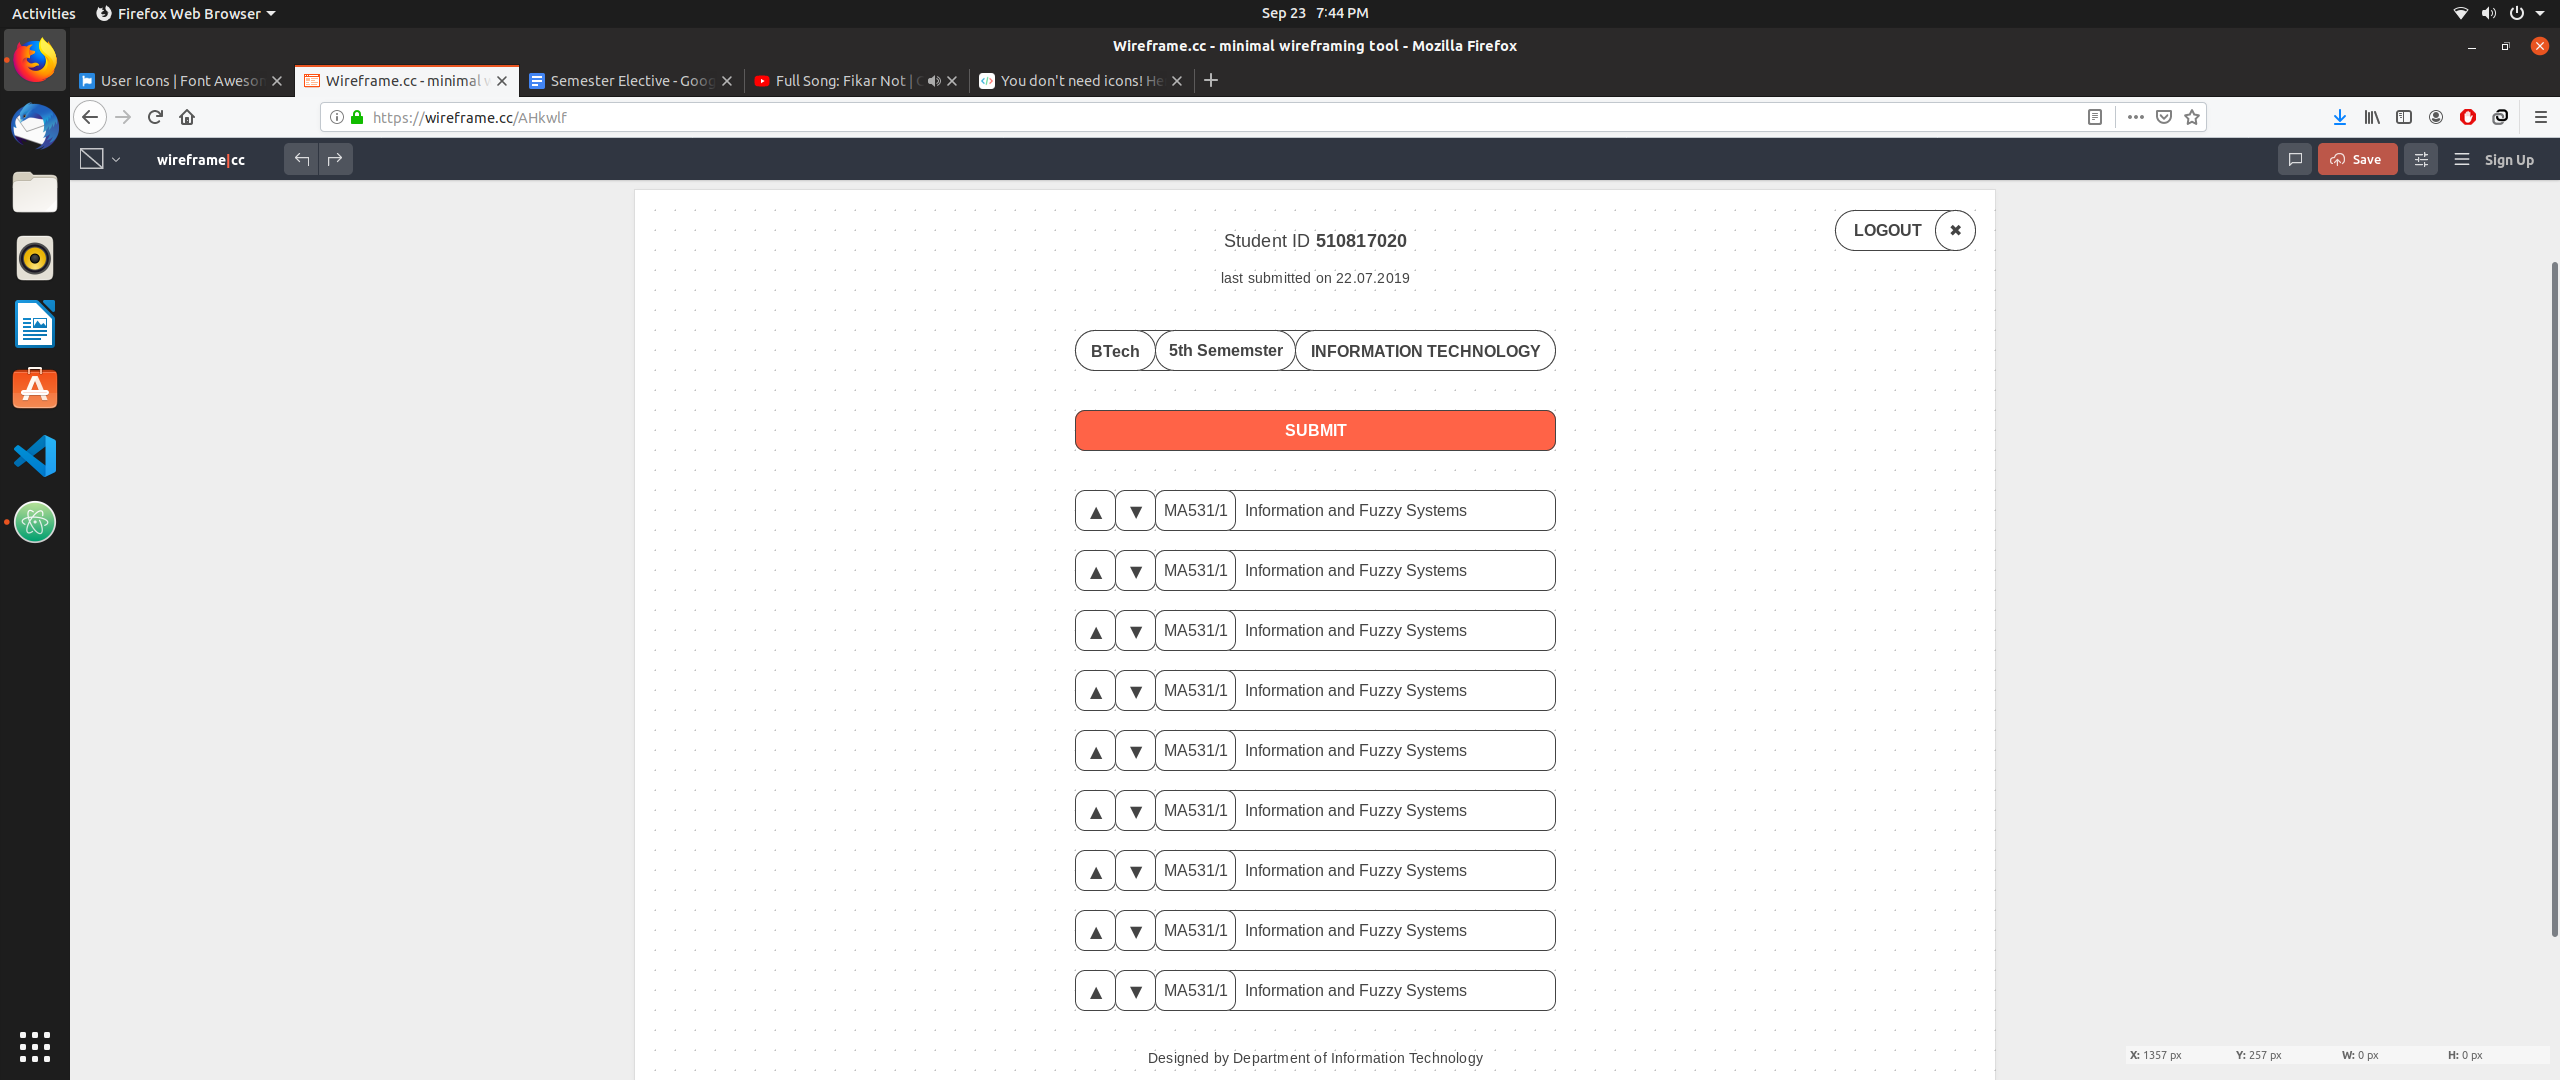 Activities Firefox Web Browser Sep 23 7:44 PM
Wireframe.cc - minimal wireframing tool - Mozilla Firefox
User Icons | Font Awesor Wireframe.cc - minimal w Semester Elective - Goog Full Song: Fikar Not | You don't need icons! He
https://wireframe.cc/AHkwlf
wireframe|cc Save Sign Up
LOGOUT ✖
Student ID 510817020
last submitted on 22.07.2019
BTech 5th Sememster INFORMATION TECHNOLOGY
SUBMIT
▲ ▼ MA531/1 Information and Fuzzy Systems
▲ ▼ MA531/1 Information and Fuzzy Systems
▲ ▼ MA531/1 Information and Fuzzy Systems
▲ ▼ MA531/1 Information and Fuzzy Systems
▲ ▼ MA531/1 Information and Fuzzy Systems
▲ ▼ MA531/1 Information and Fuzzy Systems
▲ ▼ MA531/1 Information and Fuzzy Systems
▲ ▼ MA531/1 Information and Fuzzy Systems
▲ ▼ MA531/1 Information and Fuzzy Systems
Designed by Department of Information Technology
X: 1357 px Y: 257 px W: 0 px H: 0 px